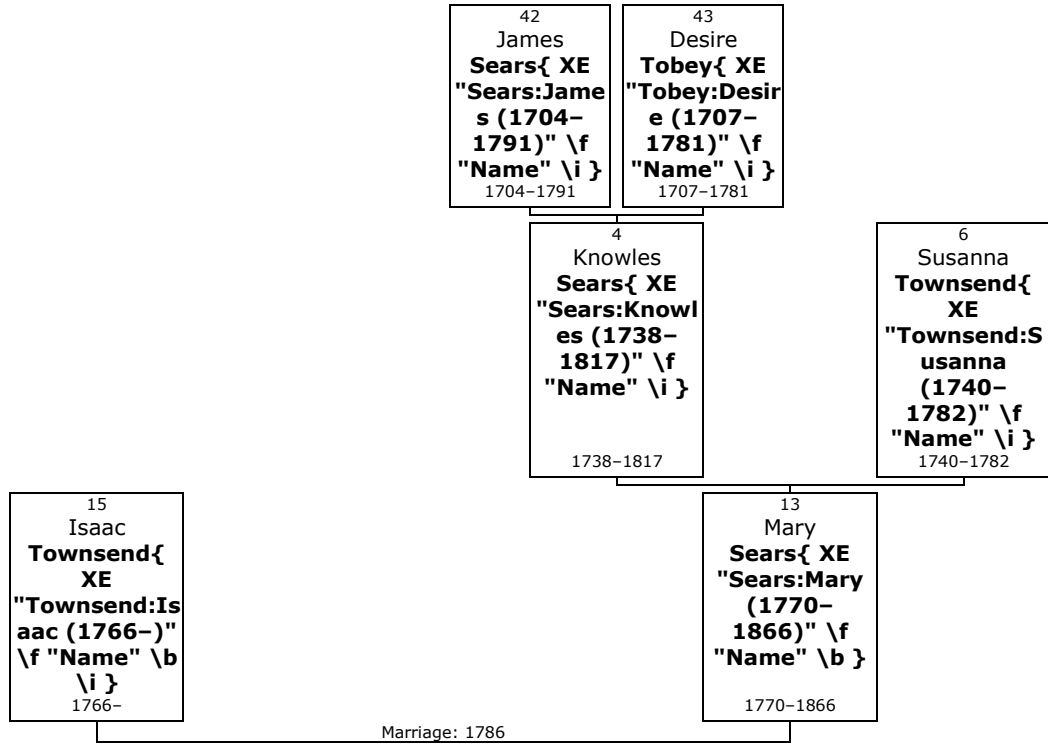 42
James
Sears{ XE
"Sears:Jame
s (1704–
1791)" \f
"Name" \i }
1704–1791
43
Desire
Tobey{ XE
"Tobey:Desir
e (1707–
1781)" \f
"Name" \i }
1707–1781
4
Knowles
Sears{ XE
"Sears:Knowl
es (1738–
1817)" \f
"Name" \i }
1738–1817
6
Susanna
Townsend{
XE
"Townsend:S
usanna
(1740–
1782)" \f
"Name" \i }
1740–1782
15
Isaac
Townsend{
XE
"Townsend:Is
aac (1766–)"
\f "Name" \b
\i }
1766–
13
Mary
Sears{ XE
"Sears:Mary
(1770–
1866)" \f
"Name" \b }
1770–1866
Marriage: 1786